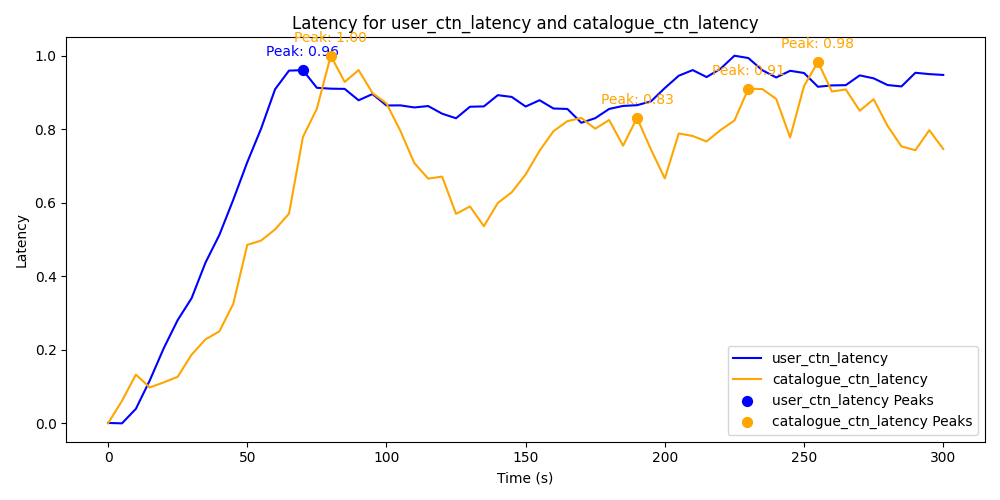 Latency for user_ctn_latency and catalogue_ctn_latency
Peak: 1.00
Peak: 0.96
Peak: 0.98
Peak: 0.91
Peak: 0.83
1.0
0.8
0.6
0.4
0.2
0.0
Latency
0 50 100 150 200 250 300
Time (s)
user_ctn_latency
catalogue_ctn_latency
user_ctn_latency Peaks
catalogue_ctn_latency Peaks